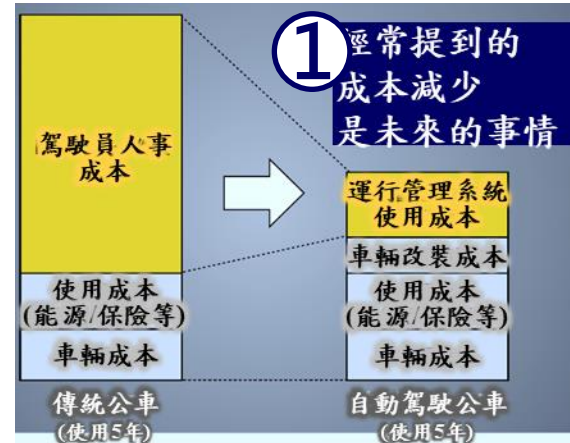 ①經常提到的
成本減少
是未來的事情
駕駛員人事
成本
使用成本
(能源/保險等)
車輛成本
傳統公車
(使用5年)
運行管理系統
使用成本
車輛改裝成本
使用成本
(能源/保險等)
車輛成本
自動駕駛公車
(使用5年)